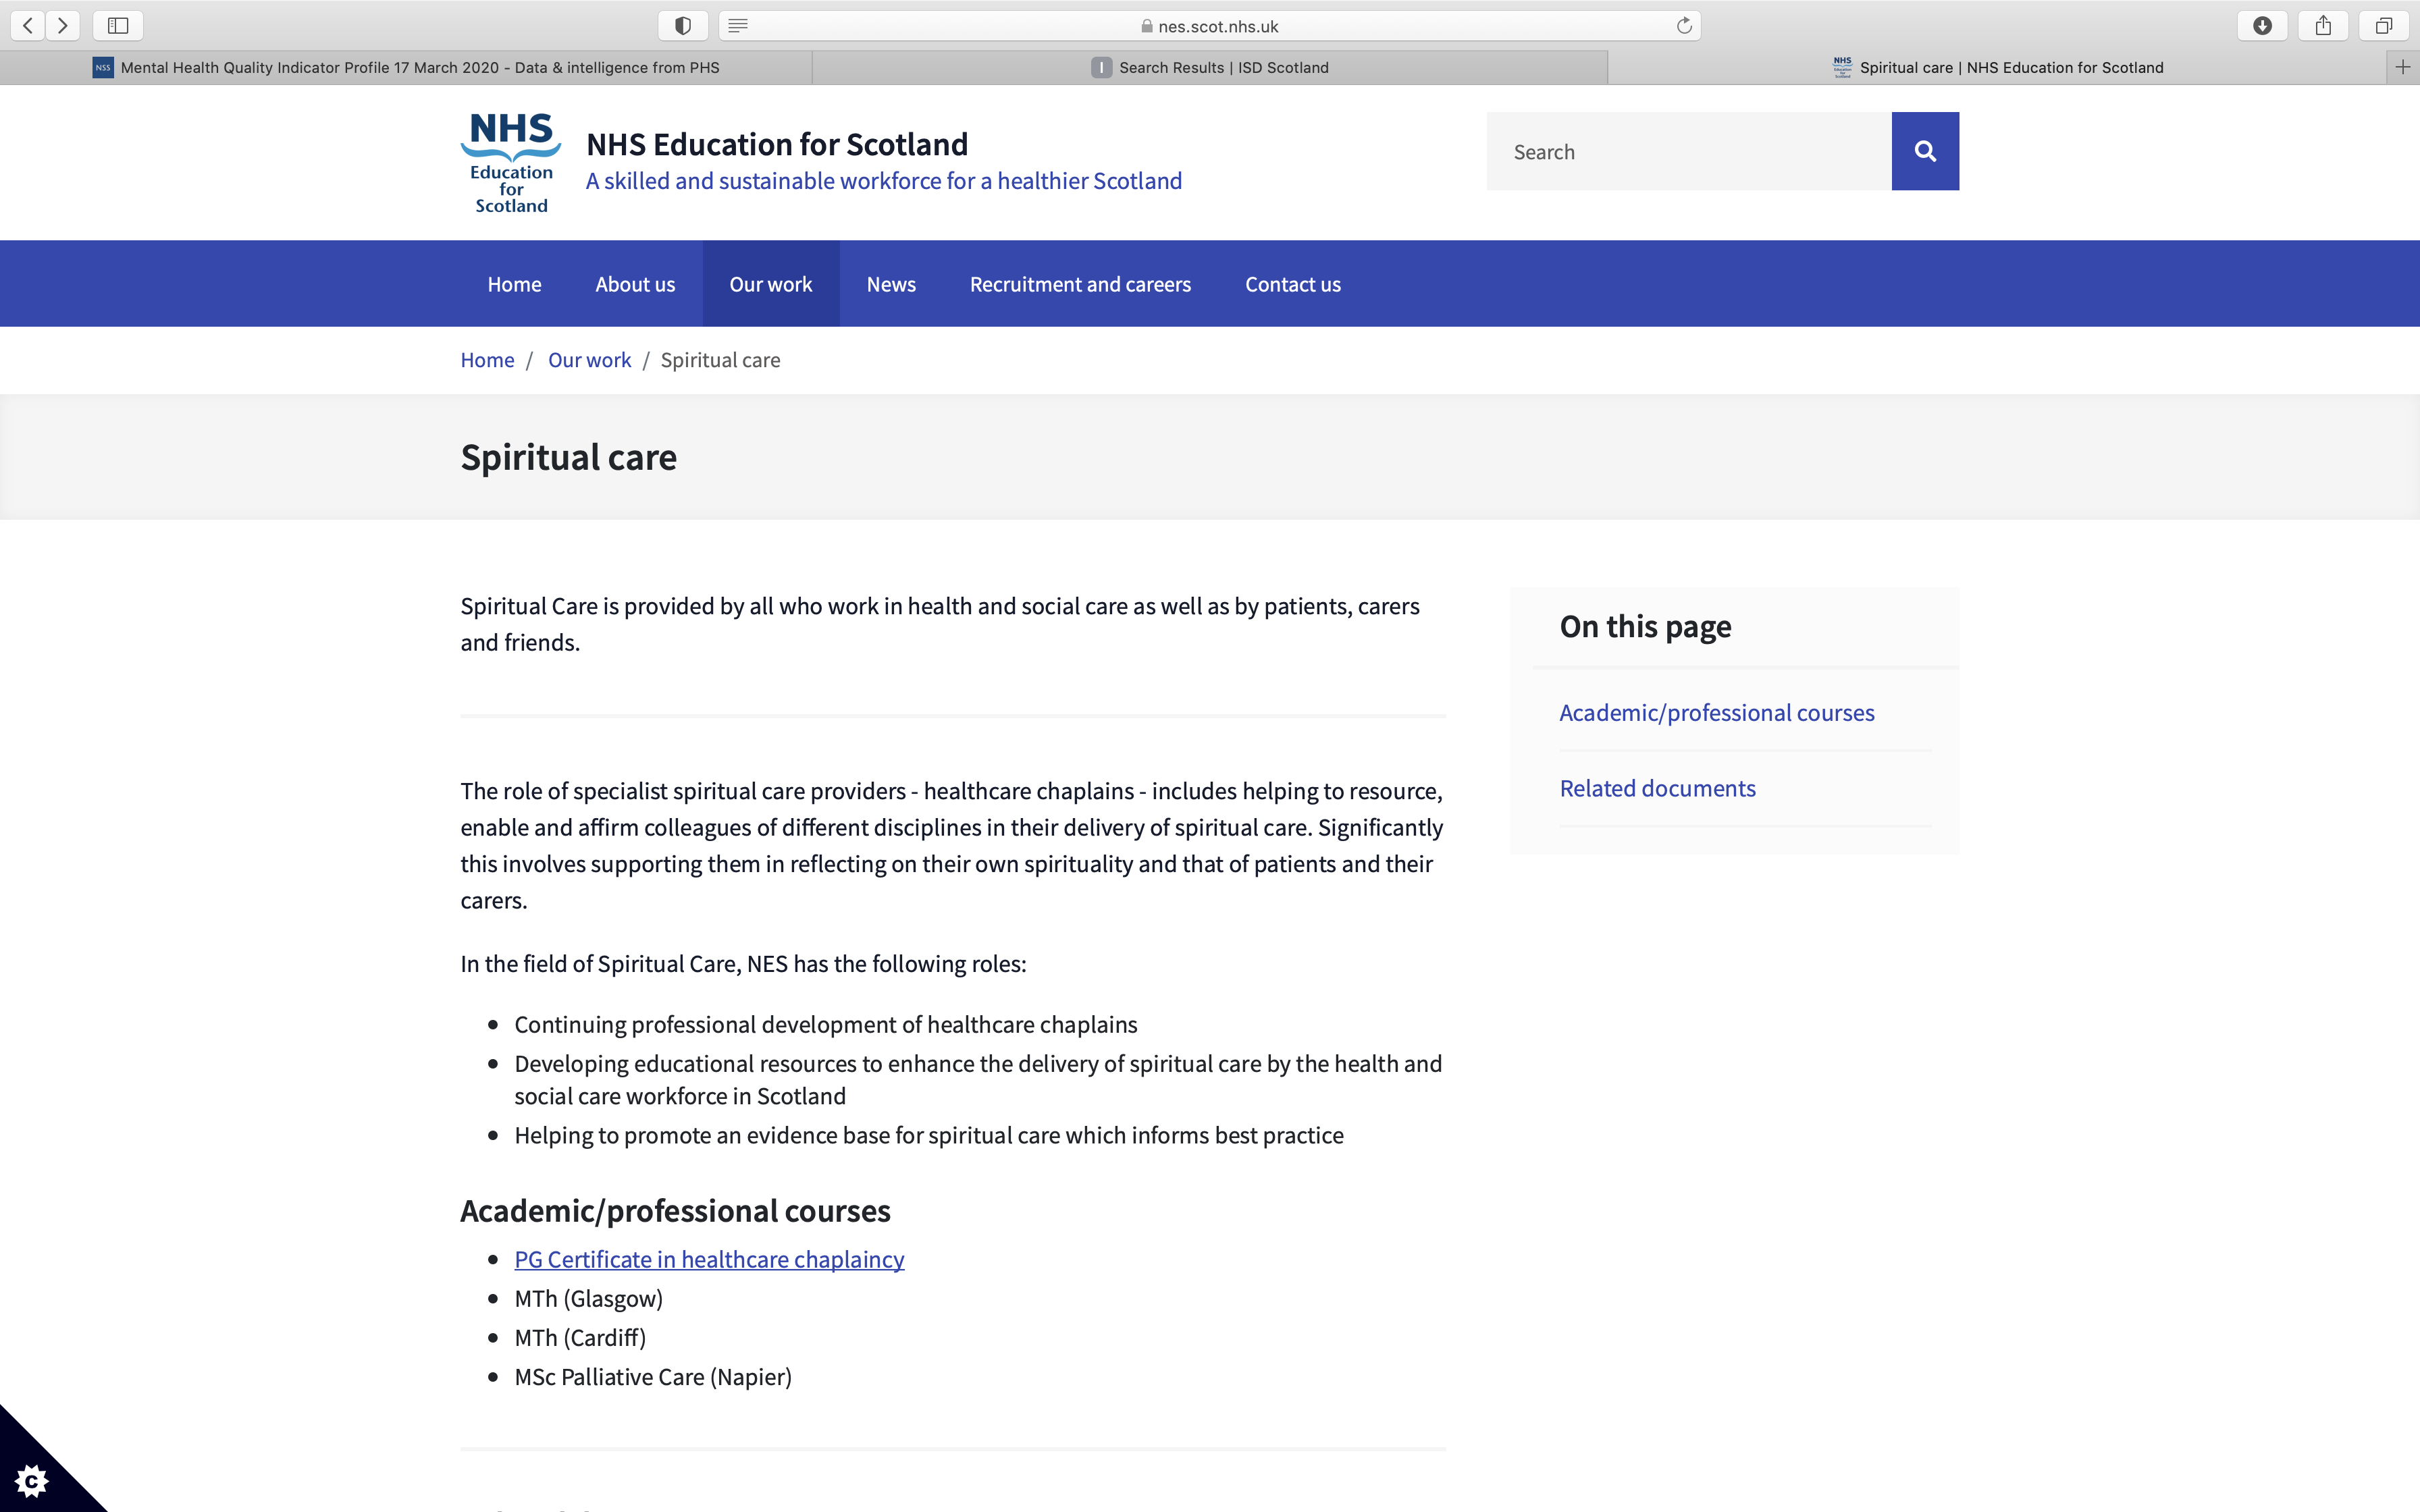 nes.scot.nhs.uk
NSS Mental Health Quality Indicator Profile 17 March 2020 - Data & intelligence from PHS
I Search Results | ISD Scotland
Spiritual care | NHS Education for Scotland
NHS
Education
for
Scotland
NHS Education for Scotland
A skilled and sustainable workforce for a healthier Scotland
Search
Home About us Our work News Recruitment and careers Contact us
Home / Our work / Spiritual care
Spiritual care
Spiritual Care is provided by all who work in health and social care as well as by patients, carers
and friends.
The role of specialist spiritual care providers - healthcare chaplains - includes helping to resource,
enable and affirm colleagues of different disciplines in their delivery of spiritual care. Significantly
this involves supporting them in reflecting on their own spirituality and that of patients and their
carers.
In the field of Spiritual Care, NES has the following roles:
• Continuing professional development of healthcare chaplains
• Developing educational resources to enhance the delivery of spiritual care by the health and
social care workforce in Scotland
• Helping to promote an evidence base for spiritual care which informs best practice
Academic/professional courses
• PG Certificate in healthcare chaplaincy
• MTh (Glasgow)
• MTh (Cardiff)
• MSc Palliative Care (Napier)
On this page
Academic/professional courses
Related documents
C